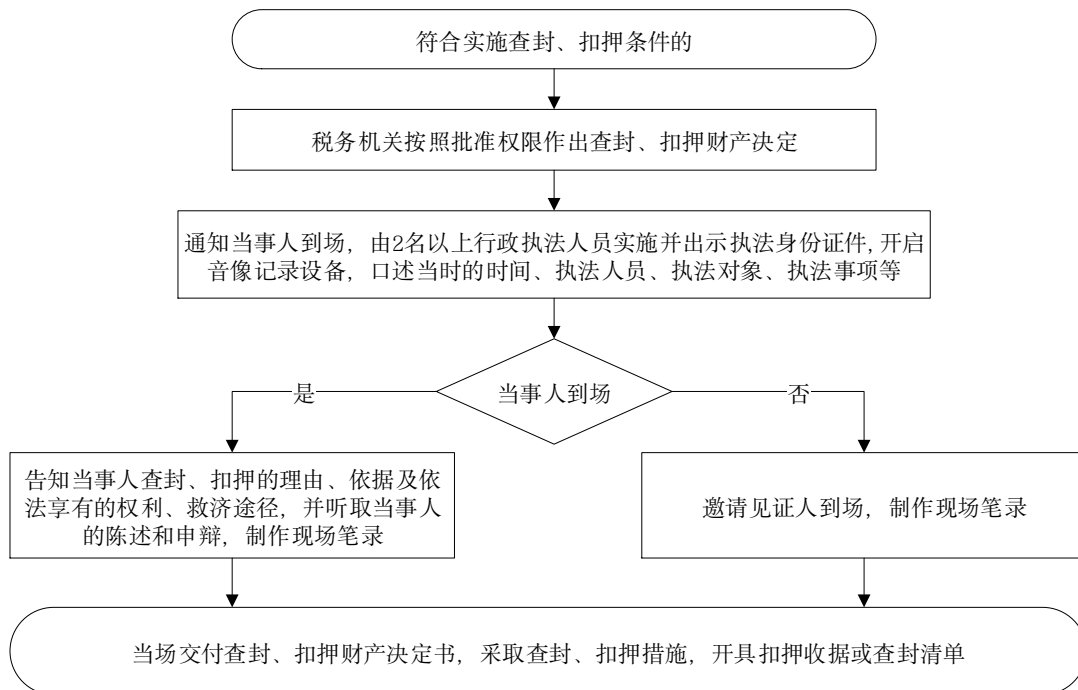 符合实施查封、扣押条件的
税务机关按照批准权限作出查封、扣押财产决定
通知当事人到场，由2名以上行政执法人员实施并出示执法身份证件,开启
音像记录设备，口述当时的时间、执法人员、执法对象、执法事项等
当事人到场
是
否
告知当事人查封、扣押的理由、依据及依
法享有的权利、救济途径，并听取当事人
的陈述和申辩，制作现场笔录
邀请见证人到场，制作现场笔录
当场交付查封、扣押财产决定书，采取查封、扣押措施，开具扣押收据或查封清单